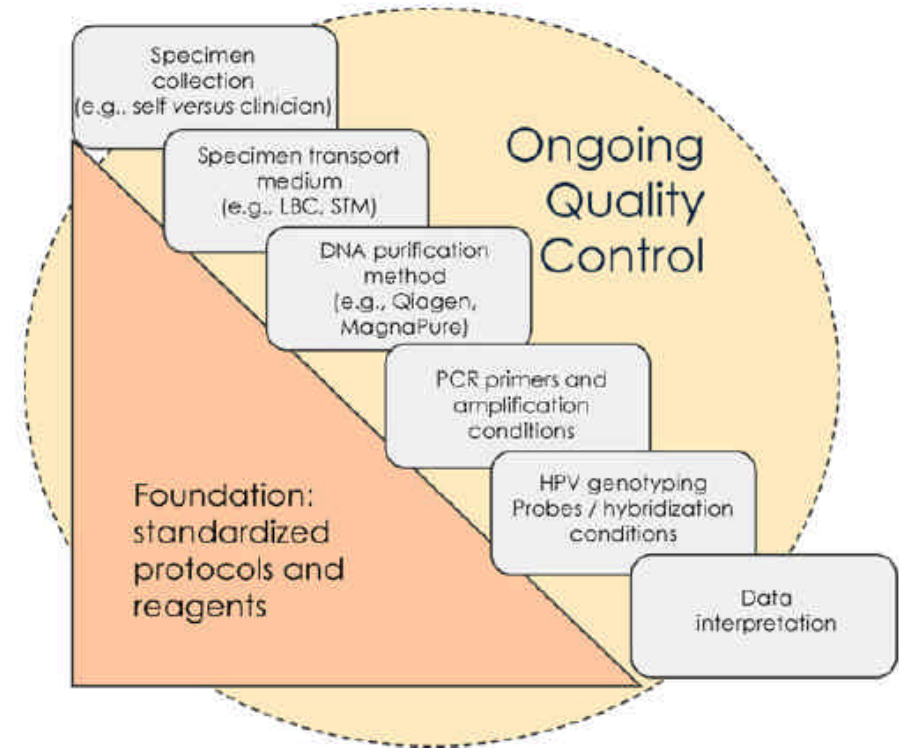 Specimen
collection
(e.g., self versus clinician)
Specimen transport
medium
(e.g., LBC, STM)
DNA purification
method
(e.g., Qiagen,
MagnaPure)
PCR primers and
amplification
conditions
HPV genotyping
Probes / hybridization
conditions
Data
interpretation
Ongoing
Quality
Control
Foundation:
standardized
protocols and
reagents